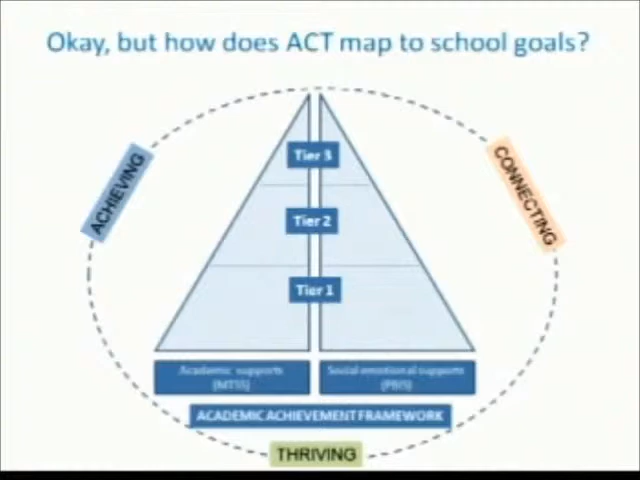 Okay, but how does ACT map to school goals?
ACHIEVING
CONNECTING
Tier 3
Tier 2
Tier 1
Academic supports
(MTSS)
Social emotional supports
(PBIS)
ACADEMIC ACHIEVEMENT FRAMEWORK
THRIVING